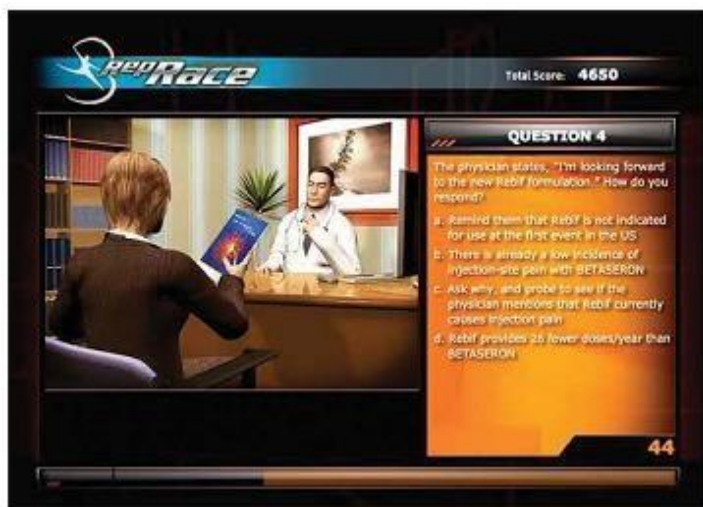 RepRace
Total Score: 4650
QUESTION 4
The physician states, "I'm looking forward
to the new Rebif formulation." How do you
respond?
a. Remind them that Rebif is not indicated
for use at the first event in the US
b. There is already a low incidence of
injection-site pain with BETASERON
c. Ask why, and probe to see if the
physician mentions that Rebif currently
causes injection pain
d. Rebif provides 26 fewer doses/year than
BETASERON
44